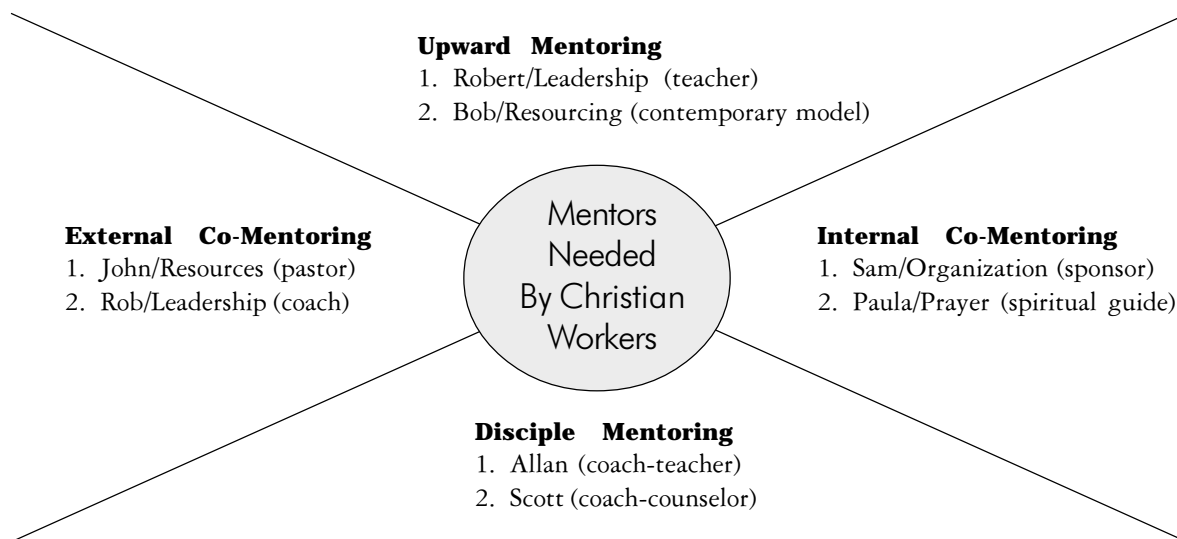 Upward Mentoring
1. Robert/Leadership (teacher)
2. Bob/Resourcing (contemporary model)
External Co-Mentoring
1. John/Resources (pastor)
2. Rob/Leadership (coach)
Mentors
Needed
By Christian
Workers
Internal Co-Mentoring
1. Sam/Organization (sponsor)
2. Paula/Prayer (spiritual guide)
Disciple Mentoring
1. Allan (coach-teacher)
2. Scott (coach-counselor)